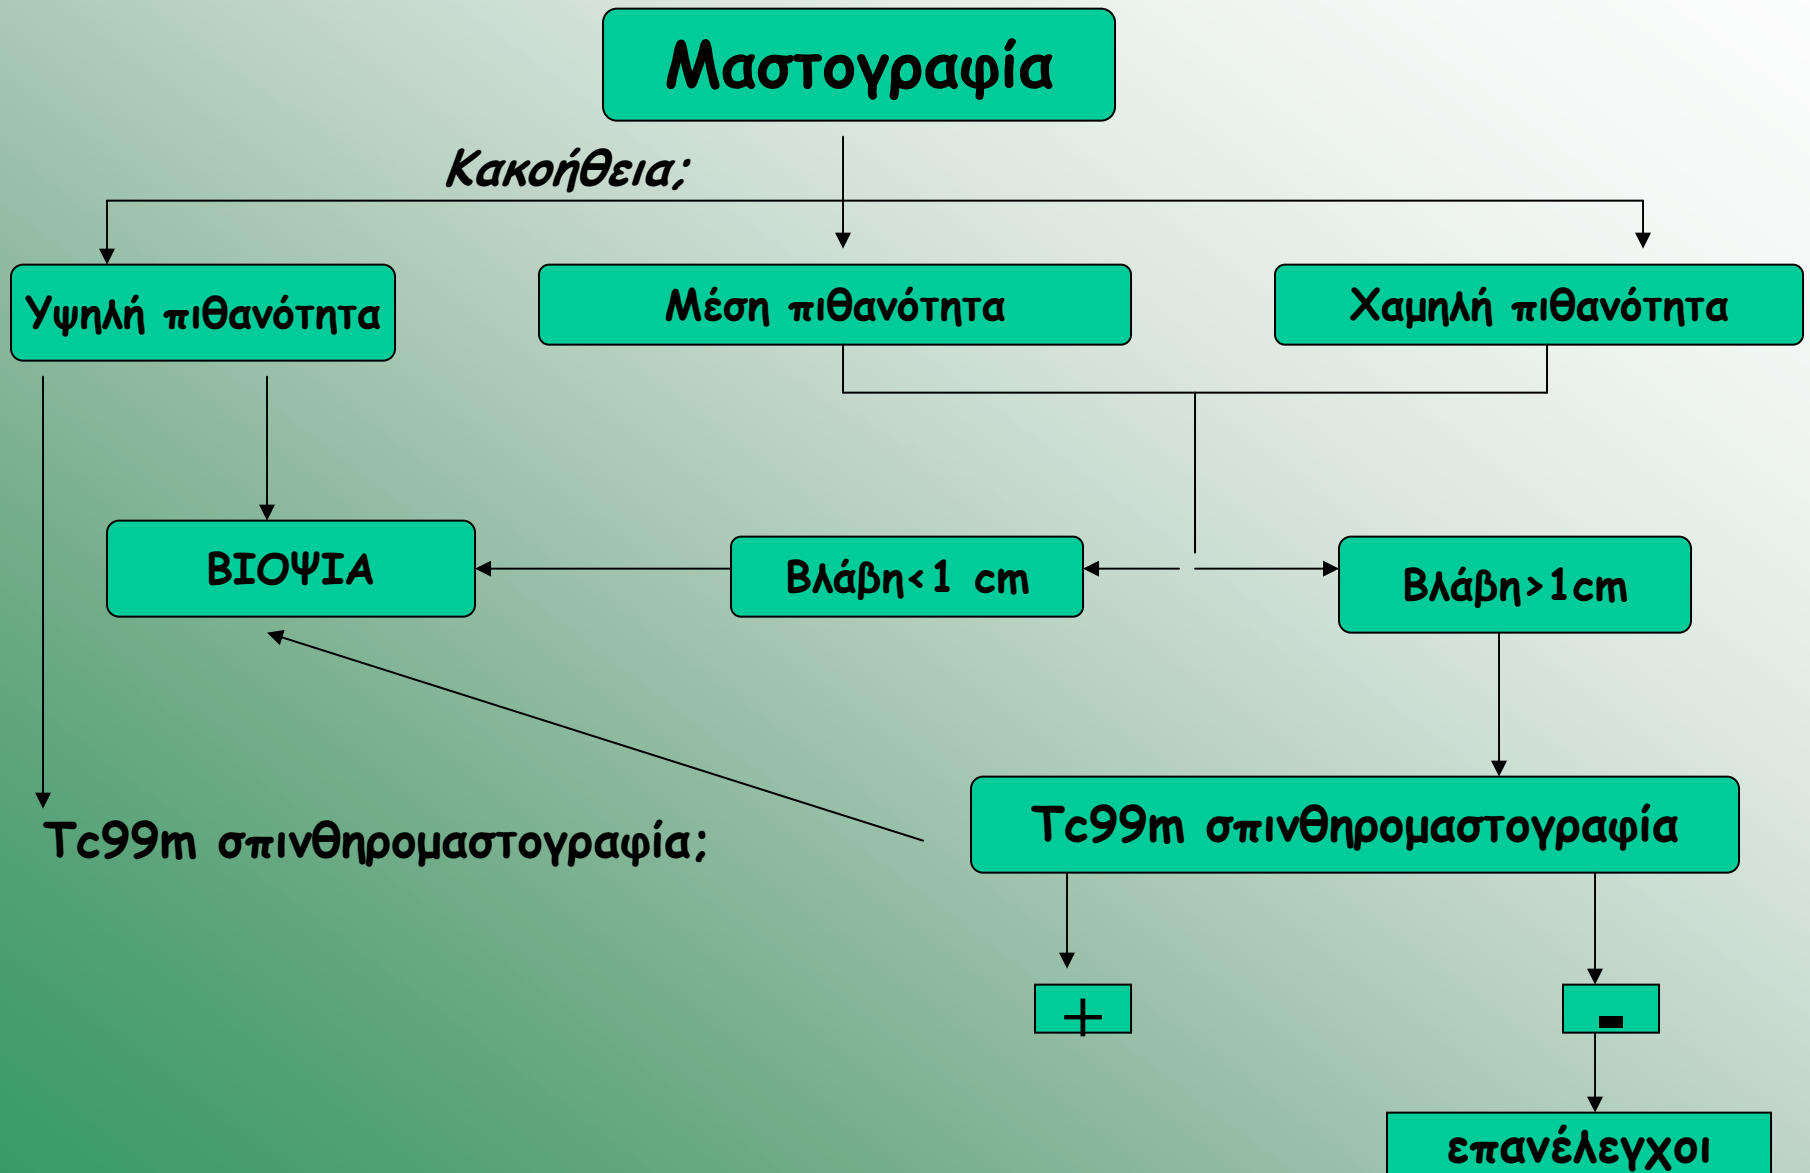 Μαστογραφία
Κακοήθεια;
Υψηλή πιθανότητα
Μέση πιθανότητα
Χαμηλή πιθανότητα
ΒΙΟΨΙΑ
Βλάβη<1 cm
Βλάβη>1cm
Tc99m σπινθηρομαστογραφία;
Tc99m σπινθηρομαστογραφία
+
-
επανέλεγχοι